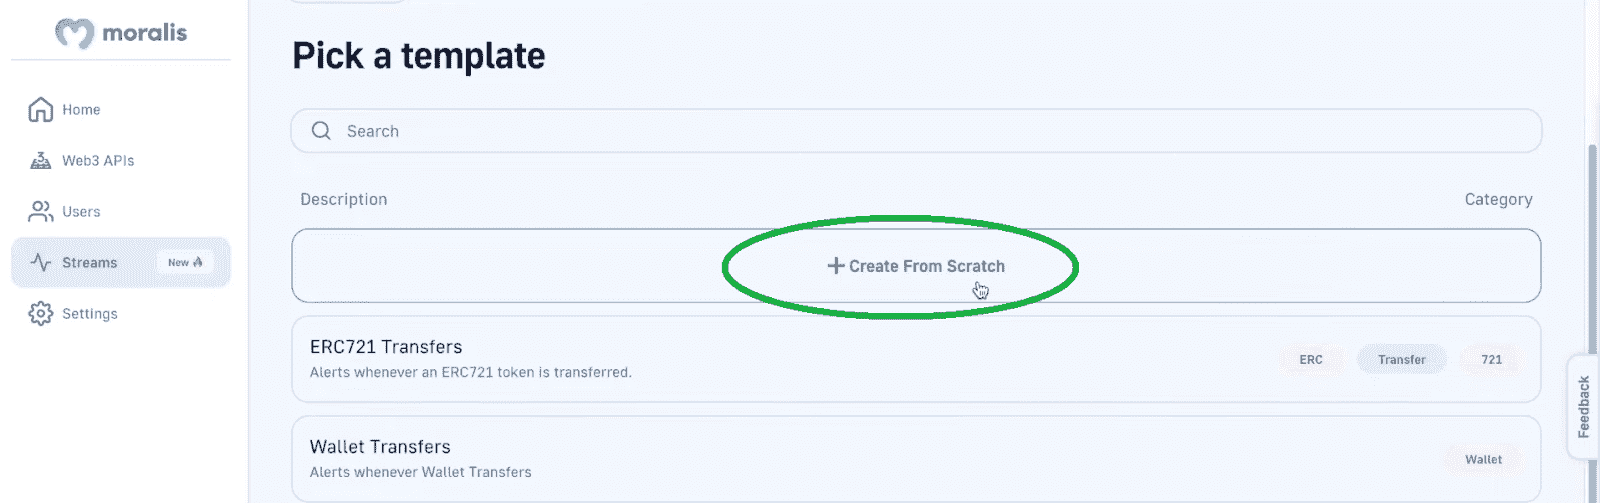 moralis
Home
Web3 APIs
Users
Streams New
Settings
Pick a template
Search
Description Category
Create From Scratch
ERC721 Transfers
Alerts whenever an ERC721 token is transferred.
ERC Transfer 721
Wallet Transfers
Alerts whenever Wallet Transfers
Wallet
Feedback